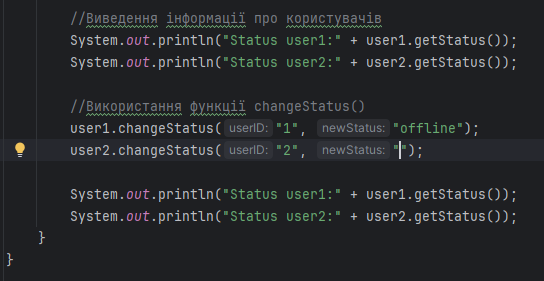 //Виведення інформації про користувачів
System.out.println("Status user1:" + user1.getStatus());
System.out.println("Status user2:" + user2.getStatus());
//Використання функції changeStatus()
user1.changeStatus( userID: "1", newStatus: "offline");
user2.changeStatus( userID: "2", newStatus: "");
System.out.println("Status user1:" + user1.getStatus());
System.out.println("Status user2:" + user2.getStatus());
}
}